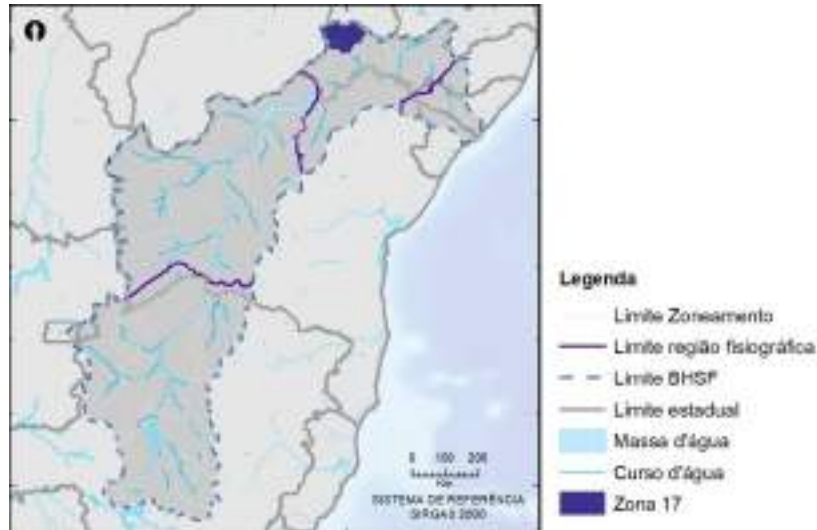 Legenda
Limite Zoneamento
Limite região fisiográfica
Limite BHSF
Limite estadual
Massa d'água
Curso d'água
Zona 17
0 100 200
Km
SISTEMA DE REFERÊNCIA
SIRGAS 2000